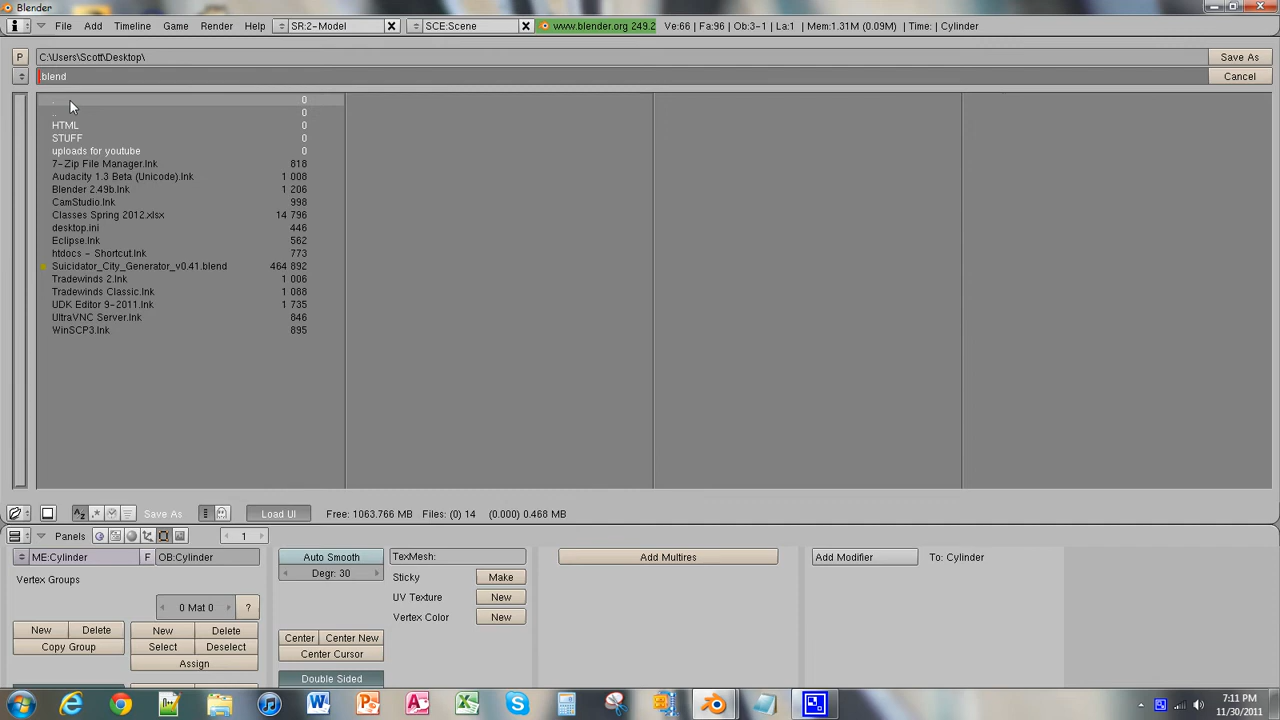 Blender
File Add Timeline Game Render Help SR:2-Model SCE:Scene www.blender.org 249.2 Ve:66 | Fa:96 | Ob:3-1 | La:1 | Mem:1.31M (0.09M) | Time: | Cylinder
P C:\Users\Scott\Desktop\ Save As
.blend Cancel
. 0
.. 0
HTML 0
STUFF 0
uploads for youtube 0
7-Zip File Manager.lnk 818
Audacity 1.3 Beta (Unicode).lnk 1 008
Blender 2.49b.lnk 1 206
CamStudio.lnk 998
Classes Spring 2012.xlsx 14 796
desktop.ini 446
Eclipse.lnk 562
htdocs - Shortcut.lnk 773
Suicidator_City_Generator_v0.41.blend 464 892
Tradewinds 2.lnk 1 006
Tradewinds Classic.lnk 1 088
UDK Editor 9-2011.lnk 1 735
UltraVNC Server.lnk 846
WinSCP3.lnk 895
Save As Load UI Free: 1063.766 MB Files: (0) 14 (0.000) 0.468 MB
Panels 1
ME:Cylinder F OB:Cylinder Auto Smooth TexMesh: Add Multires Add Modifier To: Cylinder
Vertex Groups Degr: 30 Sticky Make
0 Mat 0 ? UV Texture New
Vertex Color New
New Delete New Delete Center Center New
Copy Group Select Deselect Center Cursor
Assign
Double Sided
7:11 PM
11/30/2011